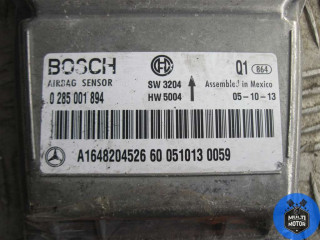 BOSCH
AIRBAG SENSOR
0 285 001 894
SW 3204
HW 5004
Q1 864
Assembled in Mexico
05-10-13
A1648204526 60 051013 0059
MULTI
MOTOR